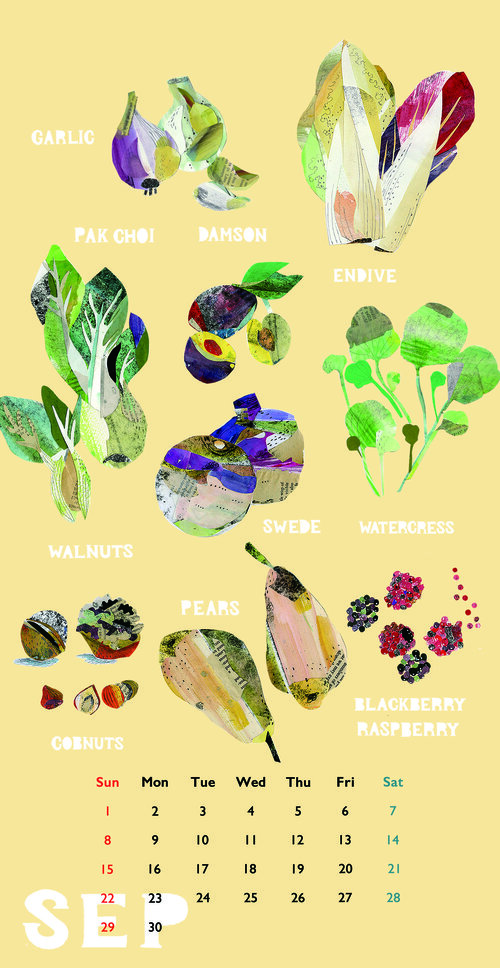 GARLIC
PAK CHOI
DAMSON
ENDIVE
SWEDE
WATERCRESS
WALNUTS
PEARS
BLACKBERRY
RASPBERRY
COBNUTS
Sun Mon Tue Wed Thu Fri Sat
1 2 3 4 5 6 7
8 9 10 11 12 13 14
15 16 17 18 19 20 21
22 23 24 25 26 27 28
29 30
SEP